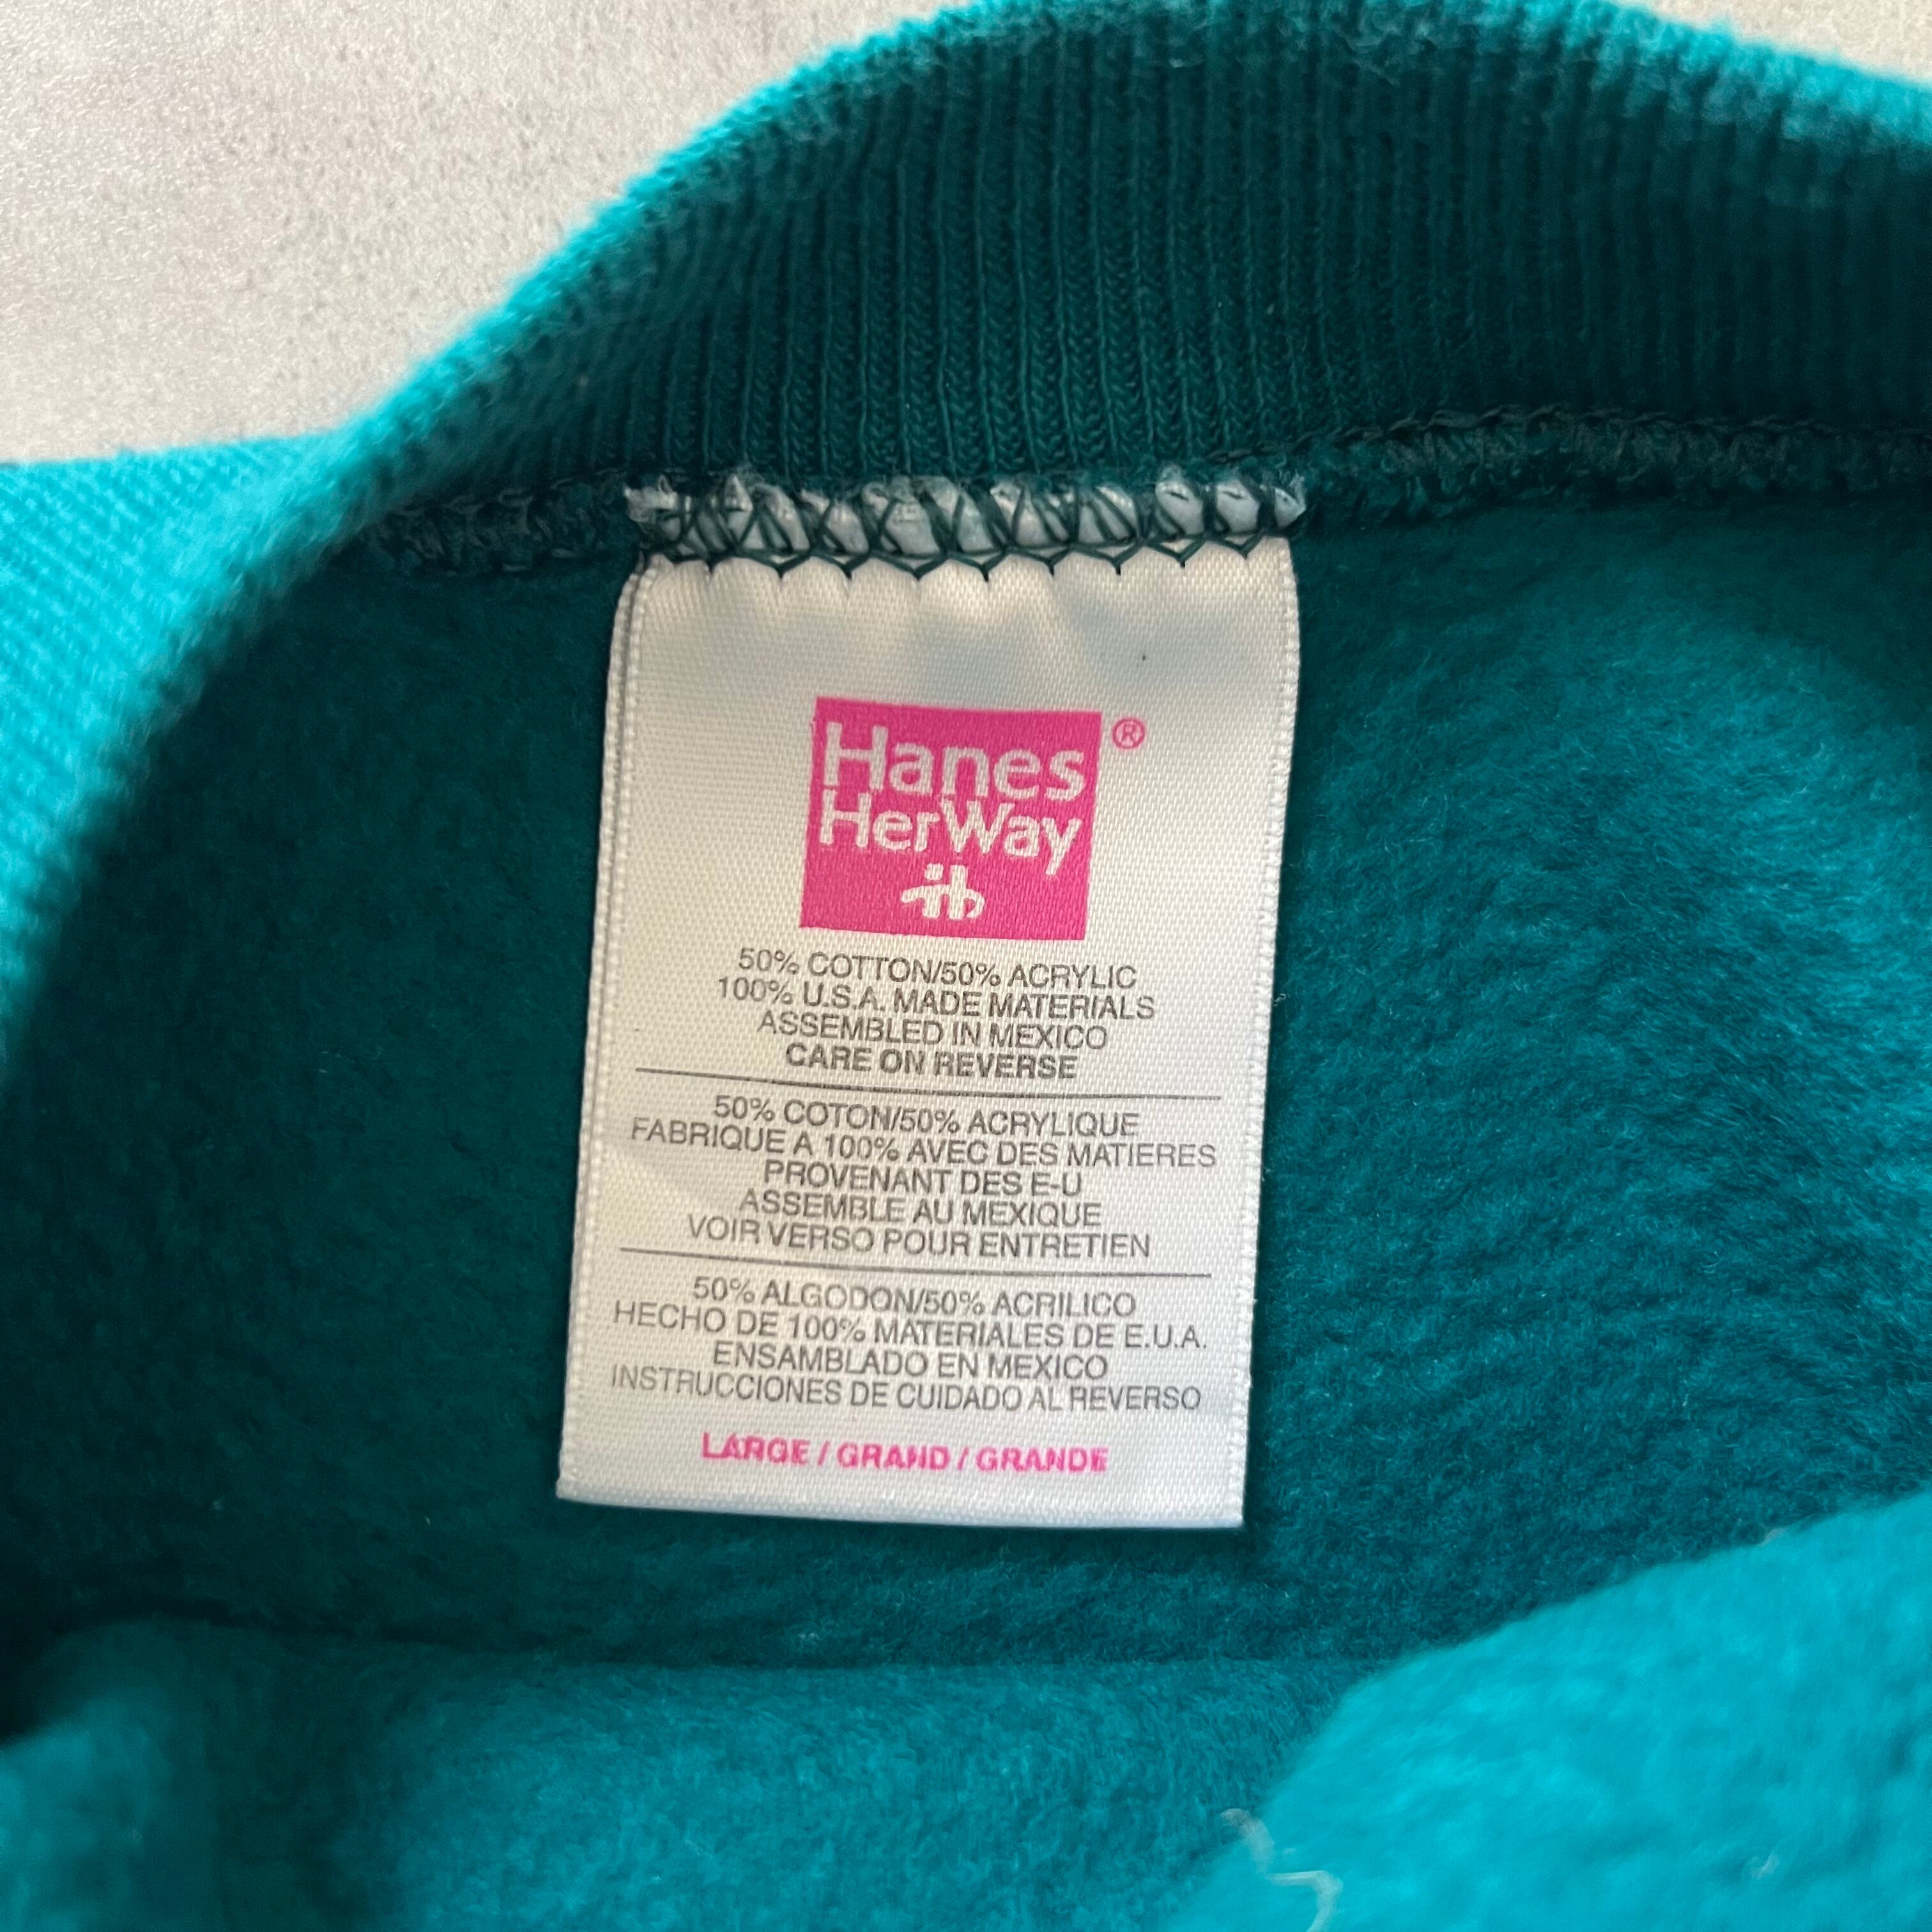 Hanes
HerWay
®
50% COTTON/50% ACRYLIC
100% U.S.A. MADE MATERIALS
ASSEMBLED IN MEXICO
CARE ON REVERSE
50% COTON/50% ACRYLIQUE
FABRIQUE A 100% AVEC DES MATIERES
PROVENANT DES E-U
ASSEMBLE AU MEXIQUE
VOIR VERSO POUR ENTRETIEN
50% ALGODON/50% ACRILICO
HECHO DE 100% MATERIALES DE E.U.A.
ENSAMBLADO EN MEXICO
INSTRUCCIONES DE CUIDADO AL REVERSO
LARGE / GRAND / GRANDE